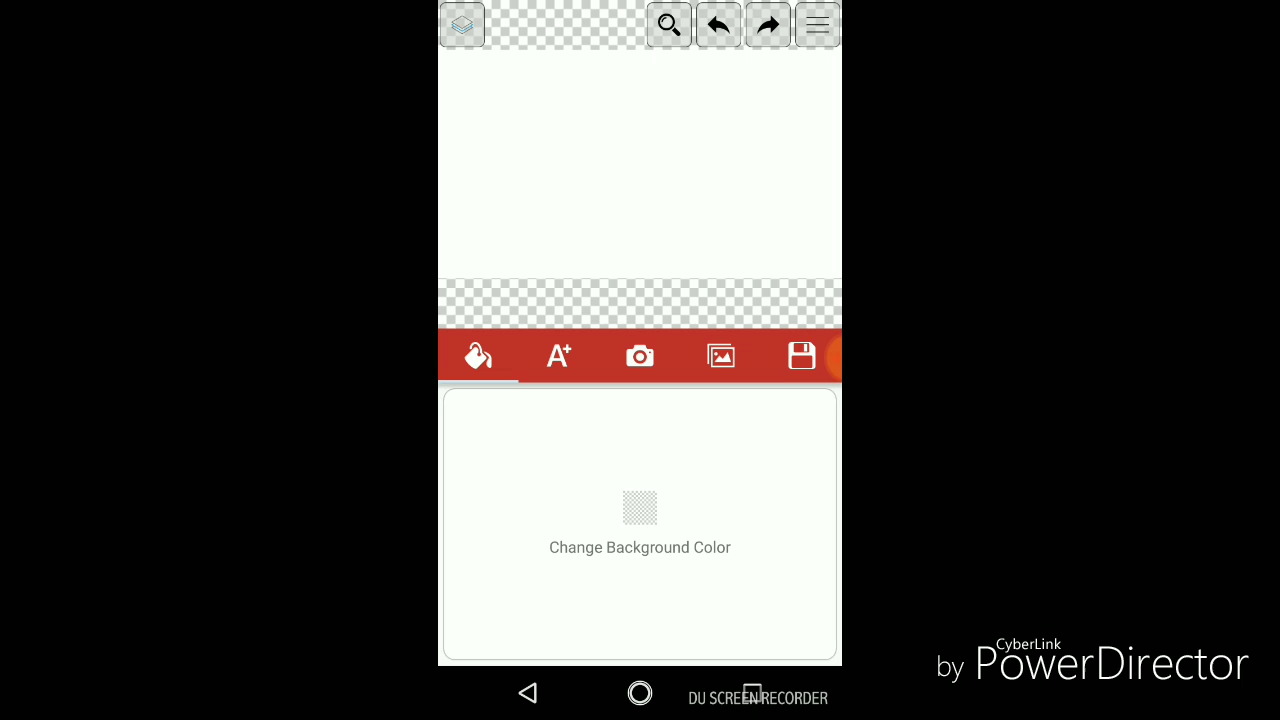 A+
Change Background Color
CyberLink
by PowerDirector
DU SCREEN RECORDER